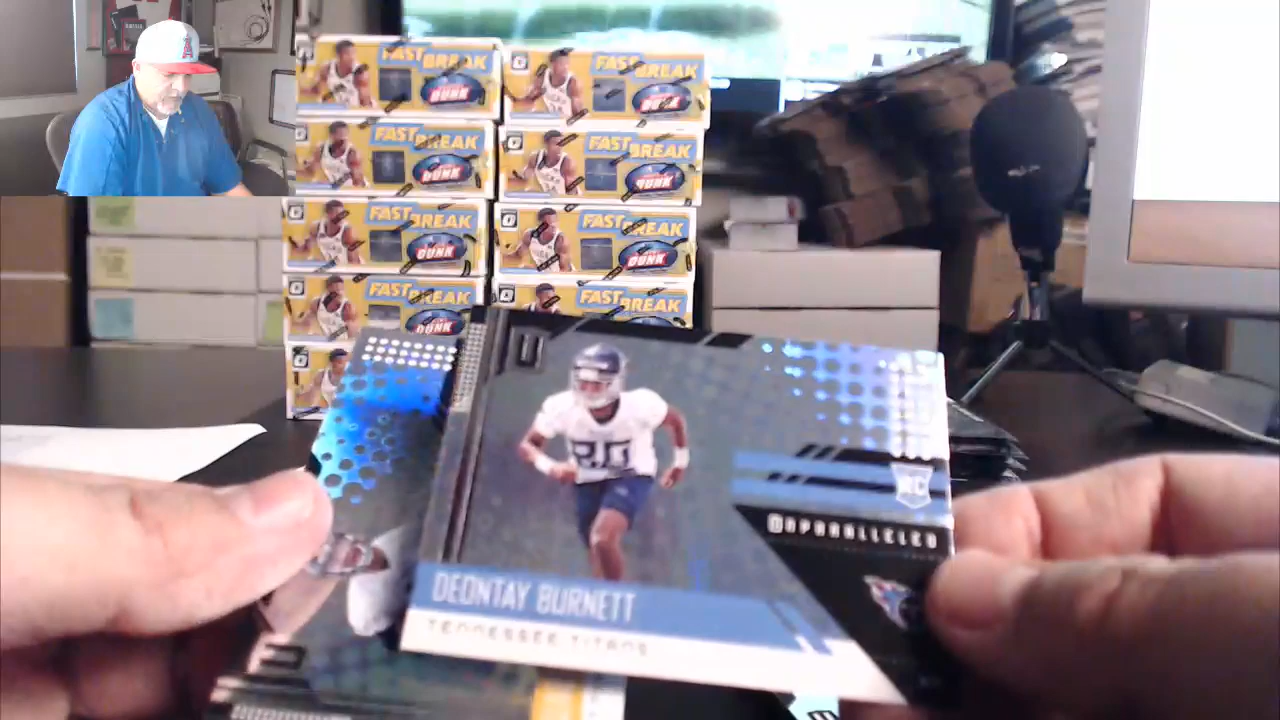 A
FAST BREAK
DUNK
FAST BREAK
DUNK
FAST BREAK
DUNK
FAST BREAK
DUNK
FAST BREAK
DUNK
FAST BREAK
DUNK
FAST BREAK
DUNK
FAST BREAK
U
20
RC
UNPARALLELED
DEONTAY BURNETT
TENNESSEE TITANS